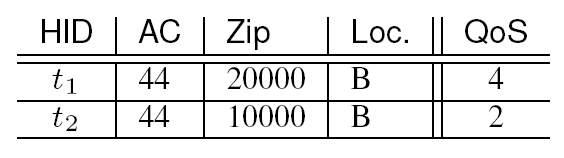 HID AC Zip Loc. QoS
t₁ 44 20000 B 4
t₂ 44 10000 B 2